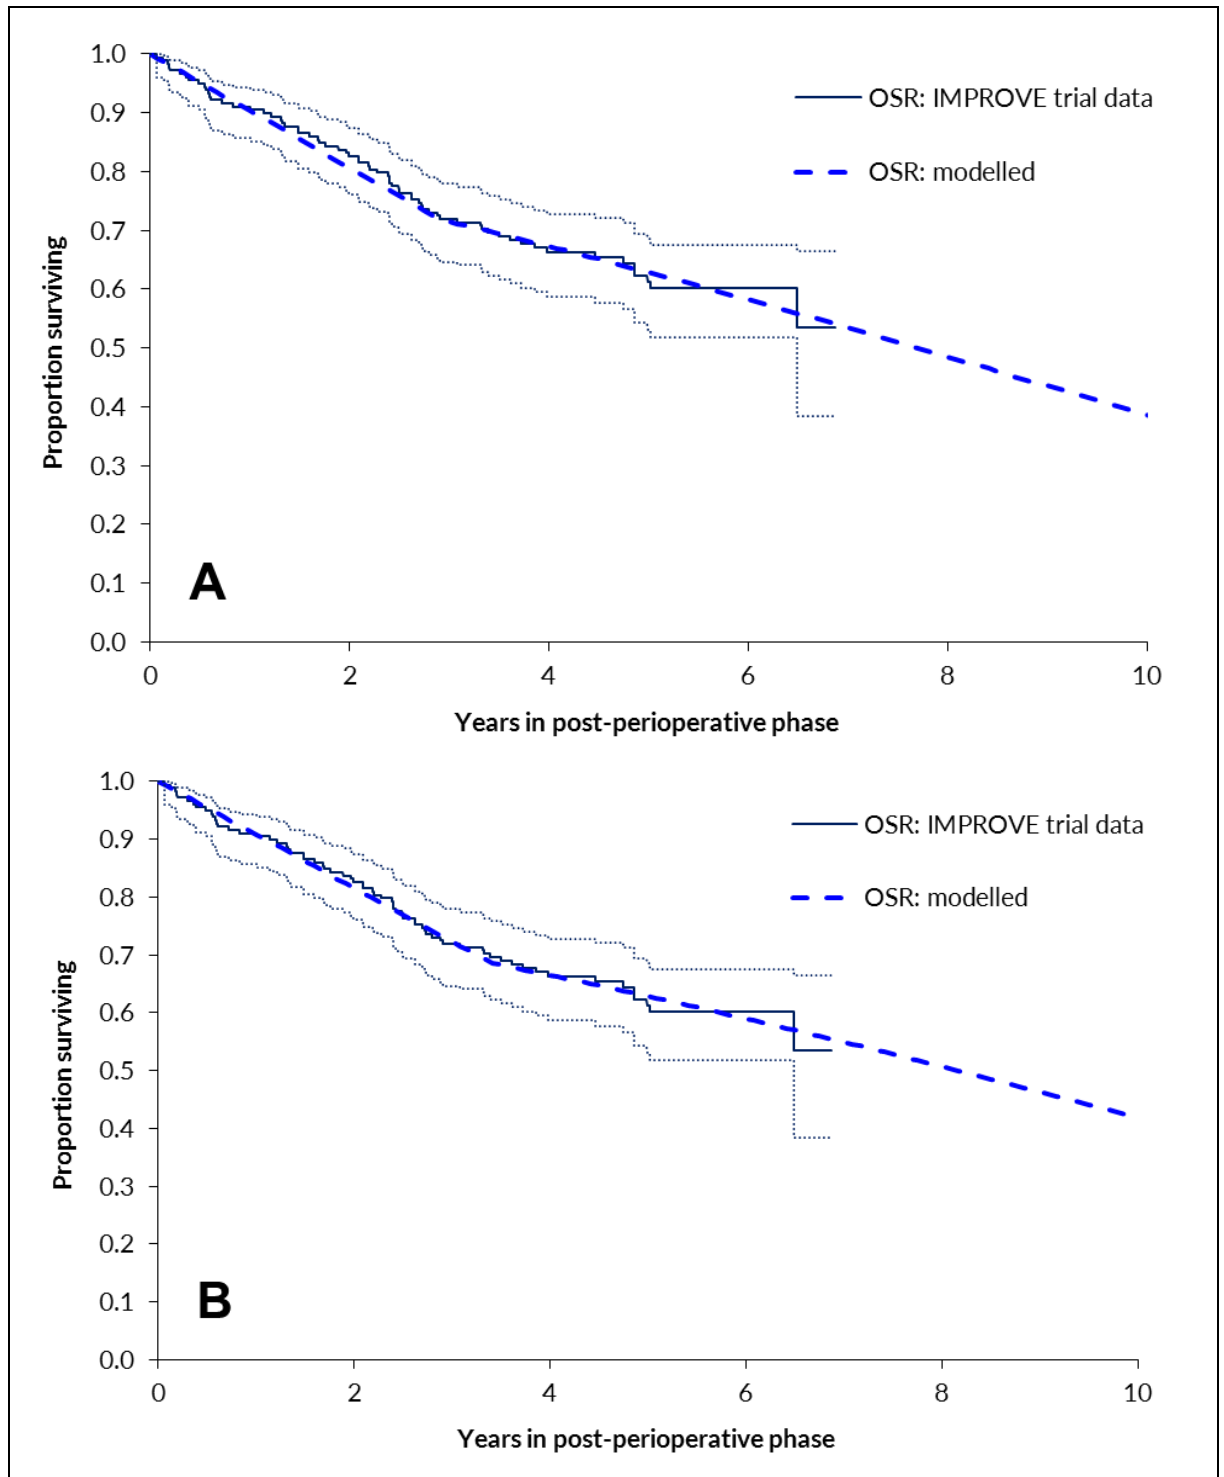 1.0
0.9
0.8
0.7
0.6
0.5
0.4
0.3
0.2
0.1
0.0
Proportion surviving
OSR: IMPROVE trial data
OSR: modelled
A
0 2 4 6 8 10
Years in post-perioperative phase
1.0
0.9
0.8
0.7
0.6
0.5
0.4
0.3
0.2
0.1
0.0
Proportion surviving
OSR: IMPROVE trial data
OSR: modelled
B
0 2 4 6 8 10
Years in post-perioperative phase